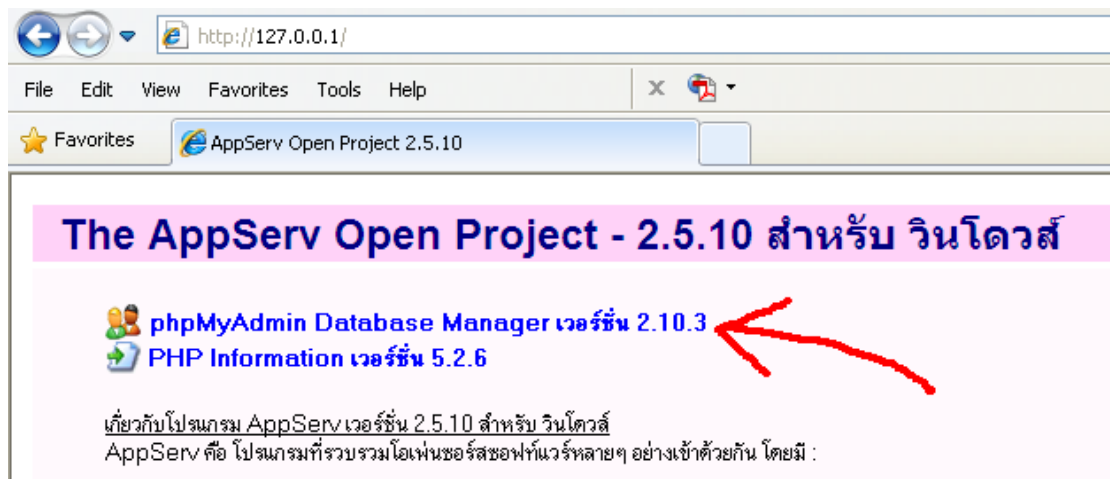 http://127.0.0.1/
File Edit View Favorites Tools Help
Favorites AppServ Open Project 2.5.10
The AppServ Open Project - 2.5.10 สำหรับ วินโดวส์
phpMyAdmin Database Manager เวอร์ชั่น 2.10.3
PHP Information เวอร์ชั่น 5.2.6
เกี่ยวกับโปรแกรม AppServ เวอร์ชั่น 2.5.10 สำหรับ วินโดวส์
AppServ คือ โปรแกรมที่รวบรวมโอเพ่นซอร์สซอฟท์แวร์หลายๆ อย่างเข้าด้วยกัน โดยมี :